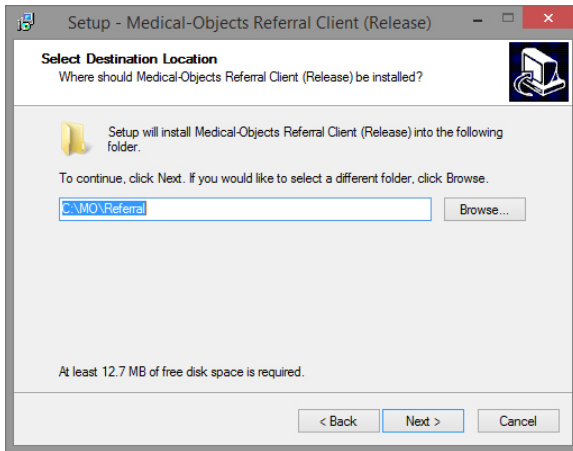 Setup - Medical-Objects Referral Client (Release)
Select Destination Location
Where should Medical-Objects Referral Client (Release) be installed?
Setup will install Medical-Objects Referral Client (Release) into the following
folder.
To continue, click Next. If you would like to select a different folder, click Browse.
C:\MO\Referral
Browse...
At least 12.7 MB of free disk space is required.
< Back
Next >
Cancel